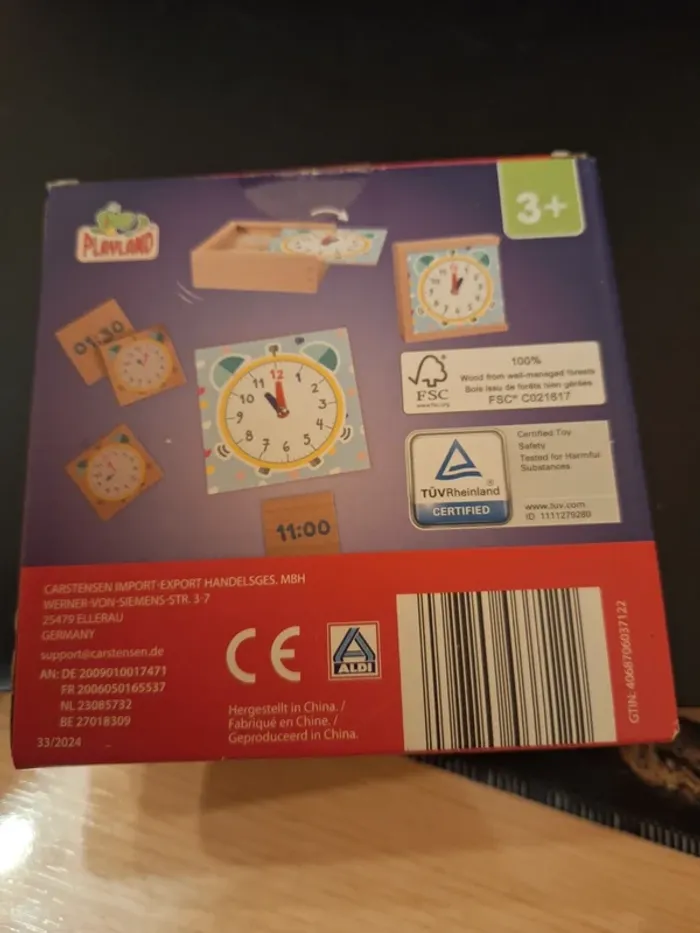 PLAYLAND
3+
01:30
12
1
2
3
4
5
6
7
8
9
10
11
11:00
FSC
www.fsc.org
100%
Wood from well-managed forests
Bois issu de forêts bien gérées
FSC® C021617
TÜVRheinland®
CERTIFIED
Certified Toy
Safety
Tested for Harmful
Substances
www.tuv.com
ID 1111279280
CARSTENSEN IMPORT-EXPORT HANDELSGES. MBH
WERNER-VON-SIEMENS-STR. 3-7
25479 ELLERAU
GERMANY
support@carstensen.de
AN: DE 2009010017471
FR 2006050165537
NL 23085732
BE 27018309
33/2024
CE
ALDI
Hergestellt in China. /
Fabriqué en Chine. /
Geproduceerd in China.
GTIN: 4068706037122